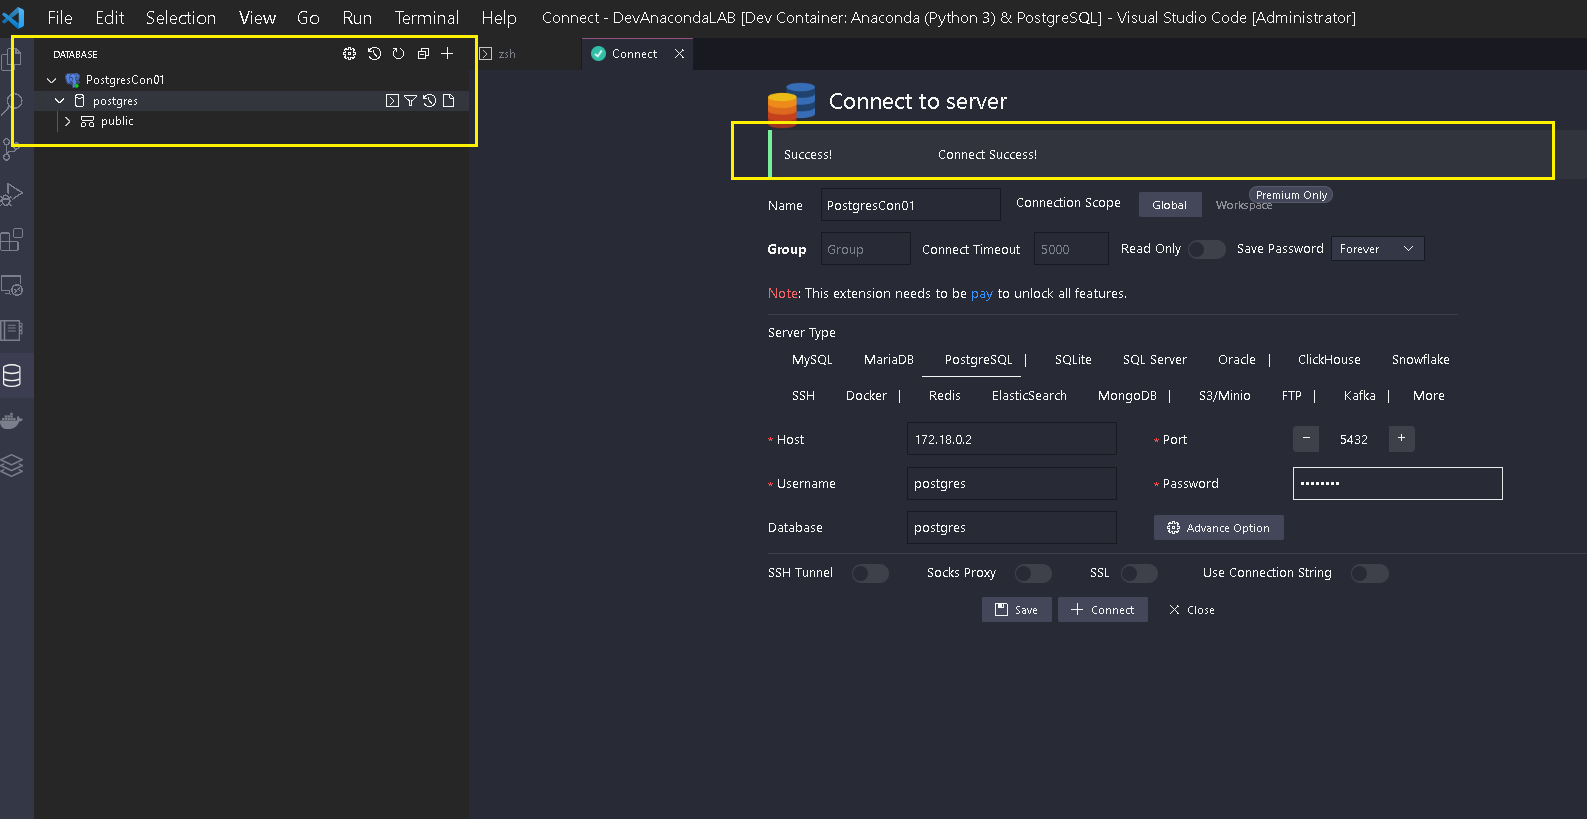 File Edit Selection View Go Run Terminal Help Connect - DevAnacondaLAB [Dev Container: Anaconda (Python 3) & PostgreSQL] - Visual Studio Code [Administrator]
DATABASE
PostgresCon01
postgres
public
zsh
Connect
Connect to server
Success! Connect Success!
Premium Only
Name PostgresCon01 Connection Scope Global Workspace
Group Group Connect Timeout 5000 Read Only Save Password Forever
Note: This extension needs to be pay to unlock all features.
Server Type
MySQL MariaDB PostgreSQL | SQLite SQL Server Oracle | ClickHouse Snowflake
SSH Docker | Redis ElasticSearch MongoDB | S3/Minio FTP | Kafka | More
* Host 172.18.0.2 * Port − 5432 +
* Username postgres * Password ••••••••
Database postgres Advance Option
SSH Tunnel Socks Proxy SSL Use Connection String
Save Connect Close